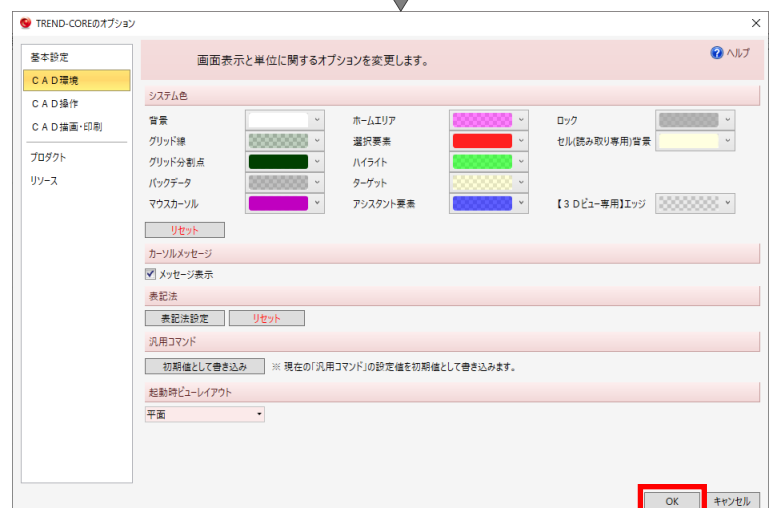 TREND-COREのオプション
基本設定
ＣＡＤ環境
ＣＡＤ操作
ＣＡＤ描画・印刷
プロダクト
リソース
画面表示と単位に関するオプションを変更します。
ヘルプ
システム色
背景 ホームエリア ロック
グリッド線 選択要素 セル(読み取り専用)背景
グリッド分割点 ハイライト
バックデータ ターゲット
マウスカーソル アシスタント要素 【３Ｄビュー専用】エッジ
リセット
カーソルメッセージ
メッセージ表示
表記法
表記法設定 リセット
汎用コマンド
初期値として書き込み ※ 現在の「汎用コマンド」の設定値を初期値として書き込みます。
起動時ビューレイアウト
平面
OK キャンセル